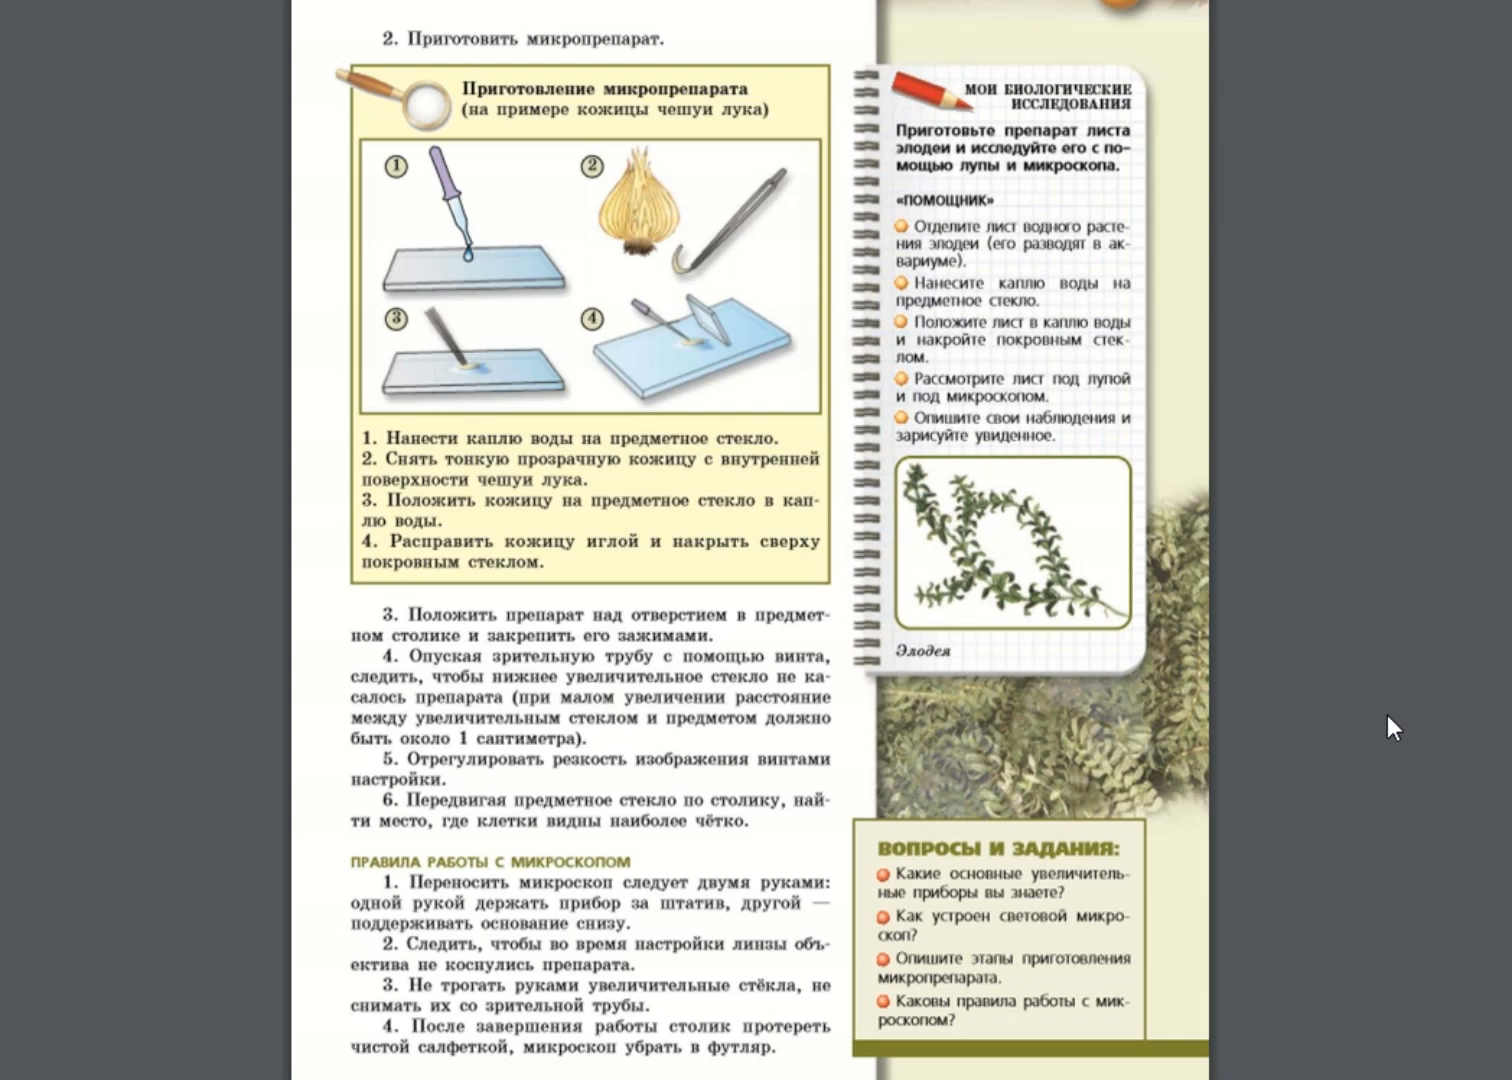 2. Приготовить микропрепарат.
Приготовление микропрепарата
(на примере кожицы чешуи лука)
1
2
3
4
1. Нанести каплю воды на предметное стекло.
2. Снять тонкую прозрачную кожицу с внутренней
поверхности чешуи лука.
3. Положить кожицу на предметное стекло в кап-
лю воды.
4. Расправить кожицу иглой и накрыть сверху
покровным стеклом.
3. Положить препарат над отверстием в предмет-
ном столике и закрепить его зажимами.
4. Опуская зрительную трубу с помощью винта,
следить, чтобы нижнее увеличительное стекло не ка-
салось препарата (при малом увеличении расстояние
между увеличительным стеклом и предметом должно
быть около 1 сантиметра).
5. Отрегулировать резкость изображения винтами
настройки.
6. Передвигая предметное стекло по столику, най-
ти место, где клетки видны наиболее чётко.
ПРАВИЛА РАБОТЫ С МИКРОСКОПОМ
1. Переносить микроскоп следует двумя руками:
одной рукой держать прибор за штатив, другой —
поддерживать основание снизу.
2. Следить, чтобы во время настройки линзы объ-
ектива не коснулись препарата.
3. Не трогать руками увеличительные стёкла, не
снимать их со зрительной трубы.
4. После завершения работы столик протереть
чистой салфеткой, микроскоп убрать в футляр.
МОИ БИОЛОГИЧЕСКИЕ
ИССЛЕДОВАНИЯ
Приготовьте препарат листа
элодеи и исследуйте его с по-
мощью лупы и микроскопа.
«ПОМОЩНИК»
Отделите лист водного расте-
ния элодеи (его разводят в ак-
вариуме).
Нанесите каплю воды на
предметное стекло.
Положите лист в каплю воды
и накройте покровным стек-
лом.
Рассмотрите лист под лупой
и под микроскопом.
Опишите свои наблюдения и
зарисуйте увиденное.
Элодея
ВОПРОСЫ И ЗАДАНИЯ:
Какие основные увеличитель-
ные приборы вы знаете?
Как устроен световой микро-
скоп?
Опишите этапы приготовления
микропрепарата.
Каковы правила работы с мик-
роскопом?